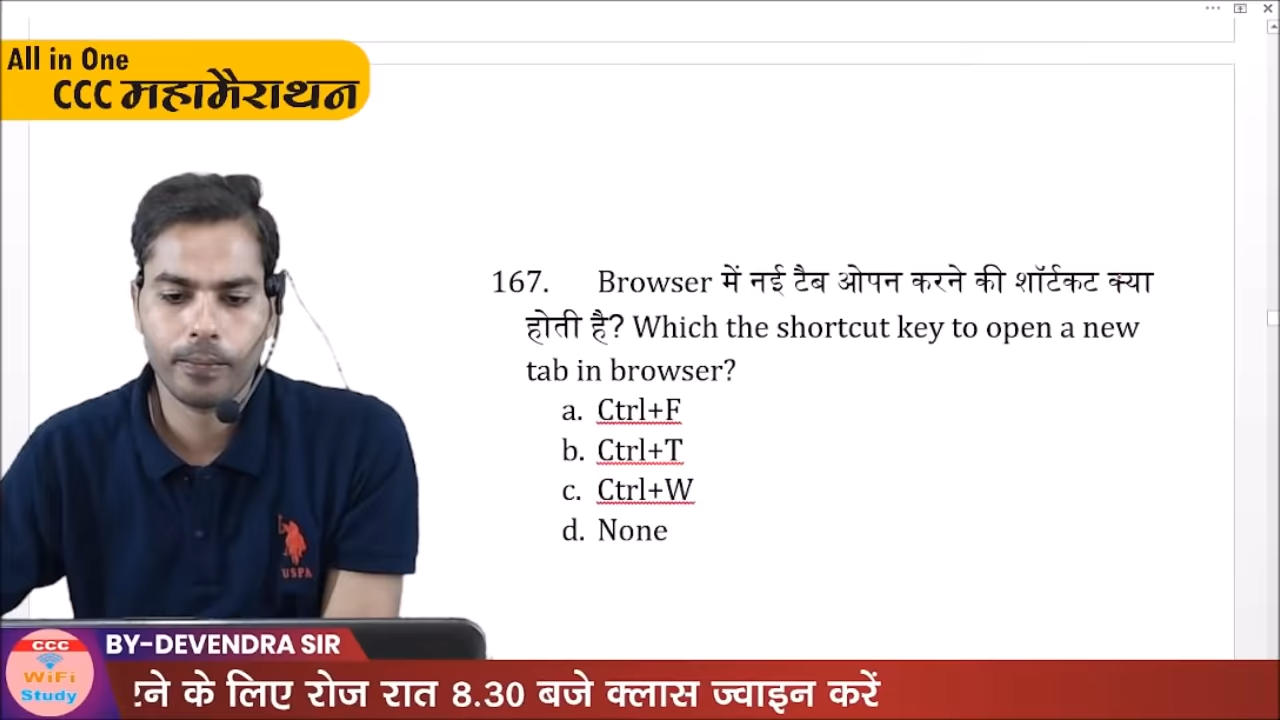 All in One
CCC महामैराथन
167. Browser में नई टैब ओपन करने की शॉर्टकट क्या
होती है? Which the shortcut key to open a new
tab in browser?
a. Ctrl+F
b. Ctrl+T
c. Ctrl+W
d. None
USPA
CCC
WiFi
Study
BY-DEVENDRA SIR
रने के लिए रोज रात 8.30 बजे क्लास ज्वाइन करें